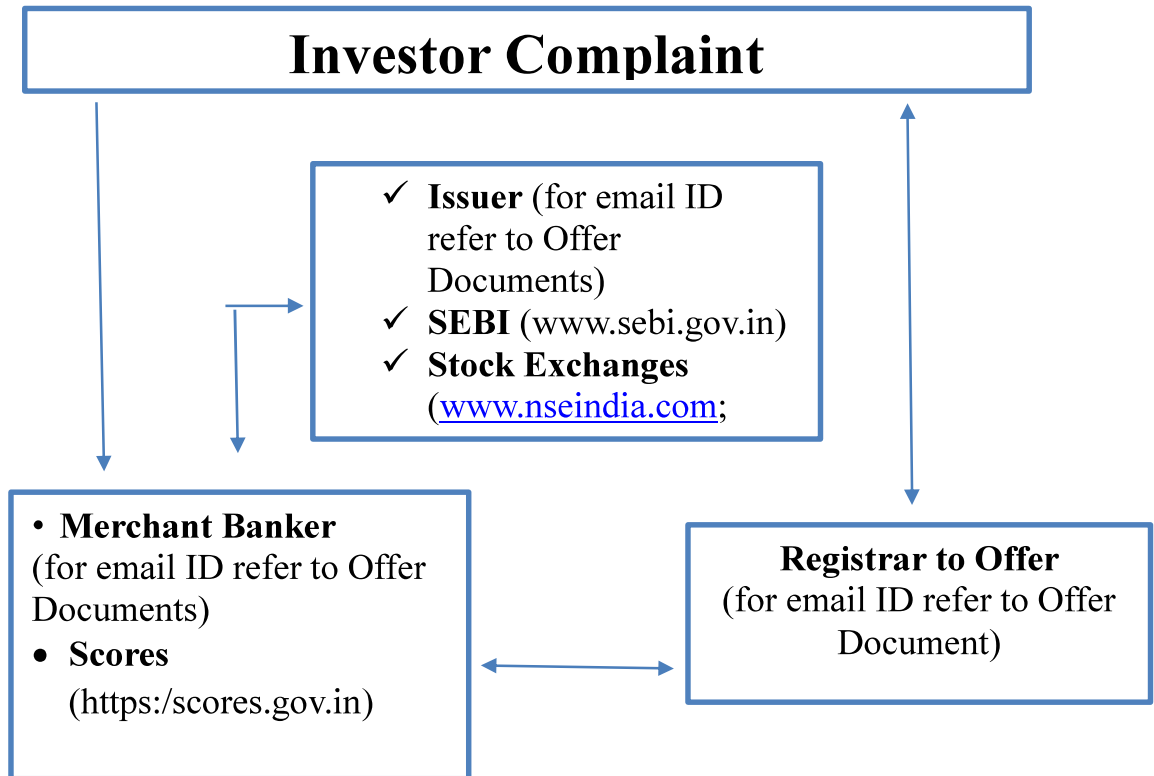 Investor Complaint
✓ Issuer (for email ID
refer to Offer
Documents)
✓ SEBI (www.sebi.gov.in)
✓ Stock Exchanges
(www.nseindia.com;
• Merchant Banker
(for email ID refer to Offer
Documents)
• Scores
(https:/scores.gov.in)
Registrar to Offer
(for email ID refer to Offer
Document)